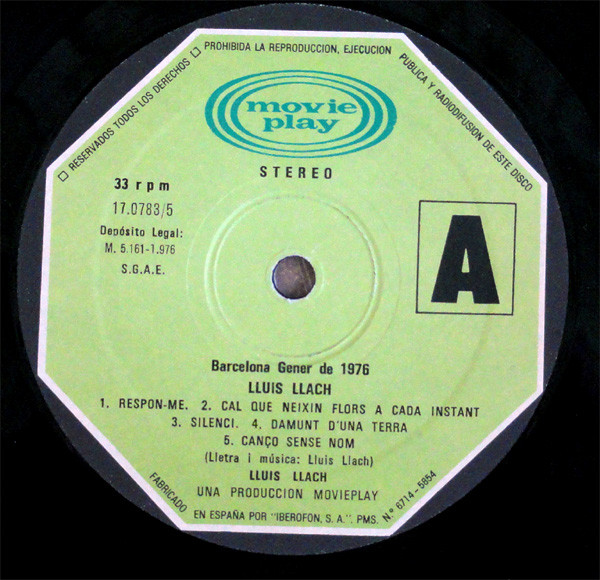 □ RESERVADOS TODOS LOS DERECHOS □ PROHIBIDA LA REPRODUCCION, EJECUCION PUBLICA Y RADIODIFUSION DE ESTE DISCO
movie
play
STEREO
33 rpm
17.0783/5
Depósito Legal:
M. 5.161-1.976
S.G.A.E.
A
Barcelona Gener de 1976
LLUIS LLACH
1. RESPON-ME. 2. CAL QUE NEIXIN FLORS A CADA INSTANT
3. SILENCI. 4. DAMUNT D'UNA TERRA
5. CANÇO SENSE NOM
(Lletra i música: Lluis Llach)
LLUIS LLACH
UNA PRODUCCION MOVIEPLAY
FABRICADO EN ESPAÑA POR "IBEROFON, S. A.". PMS. N.º 6714-5854